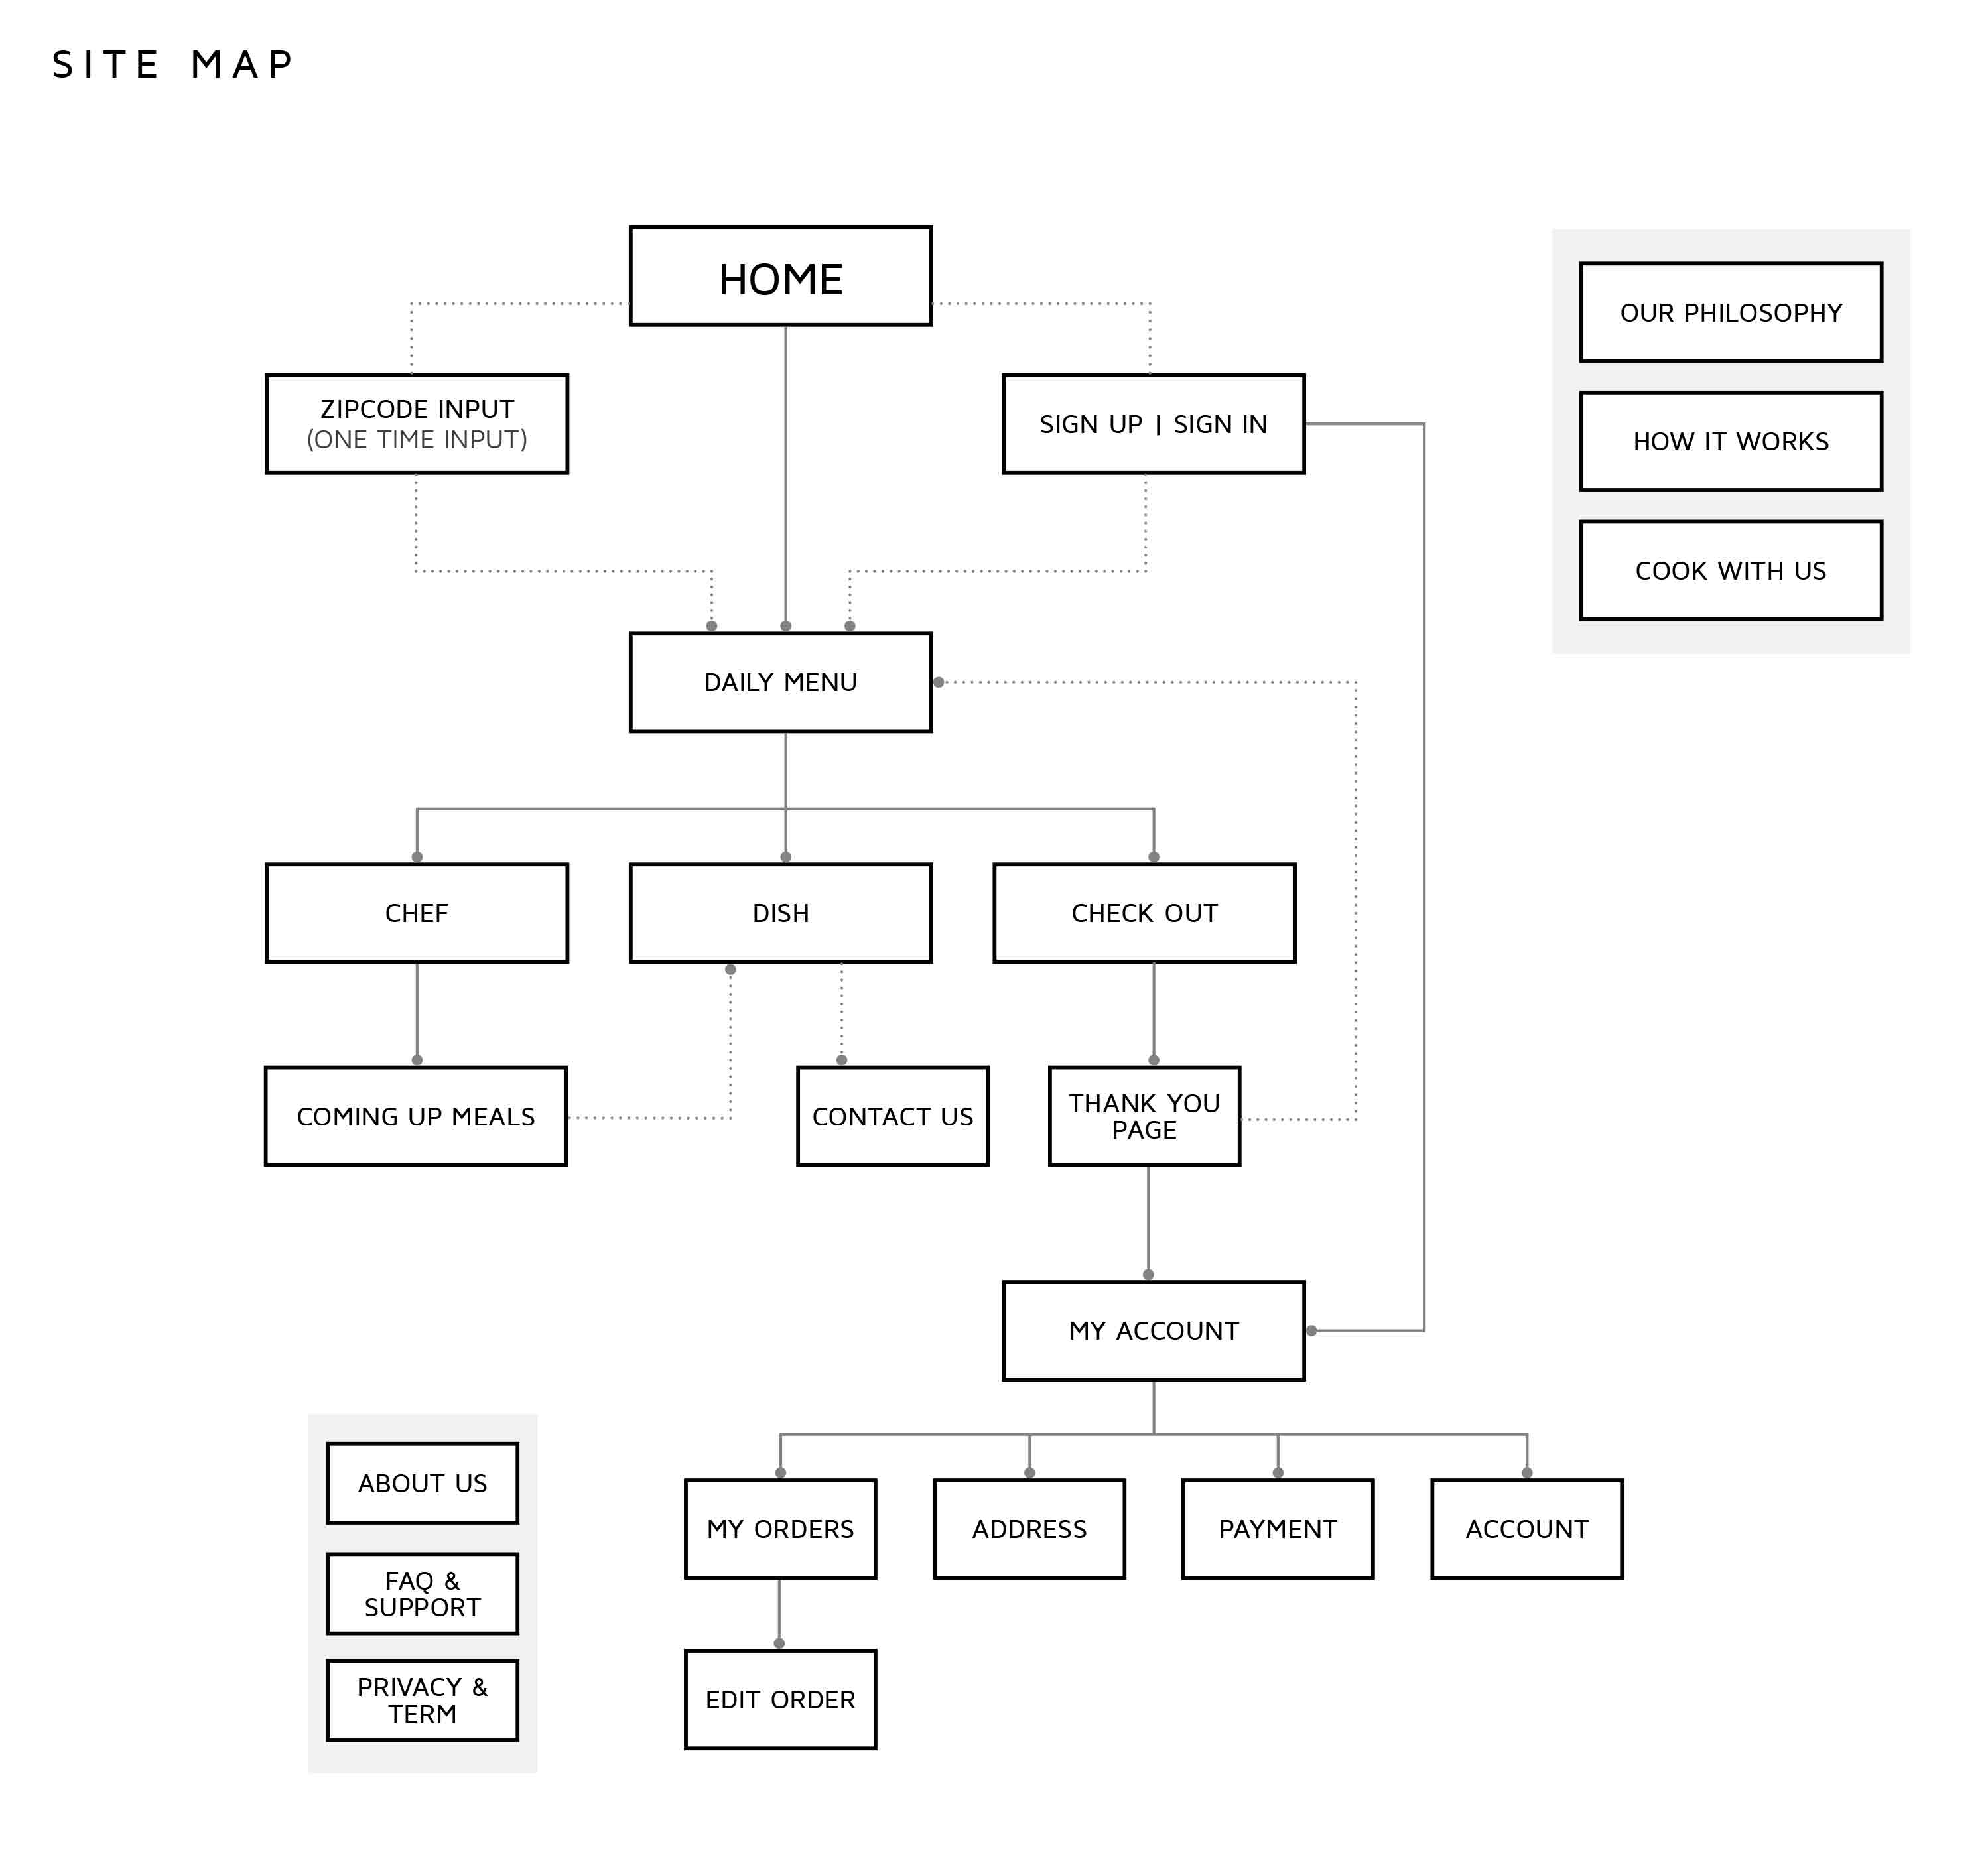 SITE MAP
HOME
ZIPCODE INPUT
(ONE TIME INPUT)
SIGN UP | SIGN IN
OUR PHILOSOPHY
HOW IT WORKS
COOK WITH US
DAILY MENU
CHEF
DISH
CHECK OUT
COMING UP MEALS
CONTACT US
THANK YOU
PAGE
MY ACCOUNT
ABOUT US
FAQ &
SUPPORT
PRIVACY &
TERM
MY ORDERS
ADDRESS
PAYMENT
ACCOUNT
EDIT ORDER